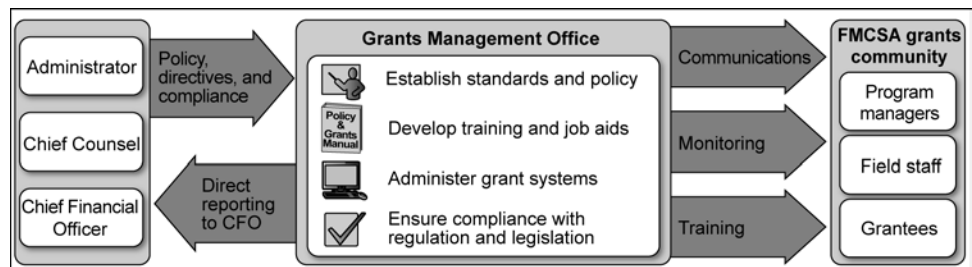 Administrator
Chief Counsel
Chief Financial
Officer
Policy,
directives, and
compliance
Direct
reporting
to CFO
Grants Management Office
Establish standards and policy
Policy
&
Grants
Manual
Develop training and job aids
Administer grant systems
Ensure compliance with
regulation and legislation
Communications
Monitoring
Training
FMCSA grants
community
Program
managers
Field staff
Grantees